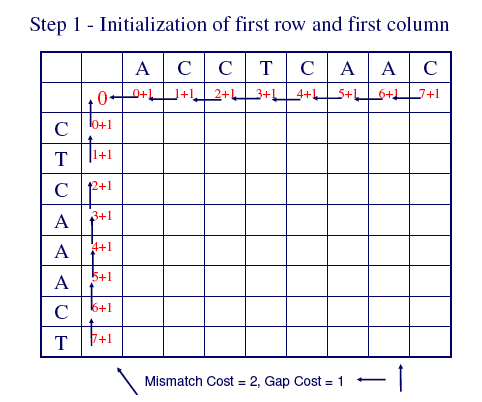 Step 1 - Initialization of first row and first column
A C C T C A A C
0 0+1 1+1 2+1 3+1 4+1 5+1 6+1 7+1
C 0+1
T 1+1
C 2+1
A 3+1
A 4+1
A 5+1
C 6+1
T 7+1
Mismatch Cost = 2, Gap Cost = 1